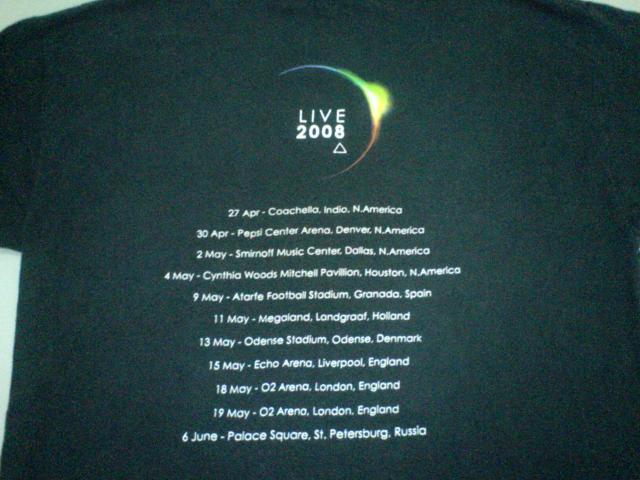 LIVE
2008
27 Apr - Coachella, Indio, N.America
30 Apr - Pepsi Center Arena, Denver, N.America
2 May - Smirnoff Music Center, Dallas, N.America
4 May - Cynthia Woods Mitchell Pavillion, Houston, N.America
9 May - Atarfe Football Stadium, Granada, Spain
11 May - Megaland, Landgraaf, Holland
13 May - Odense Stadium, Odense, Denmark
15 May - Echo Arena, Liverpool, England
18 May - O2 Arena, London, England
19 May - O2 Arena, London, England
6 June - Palace Square, St. Petersburg, Russia